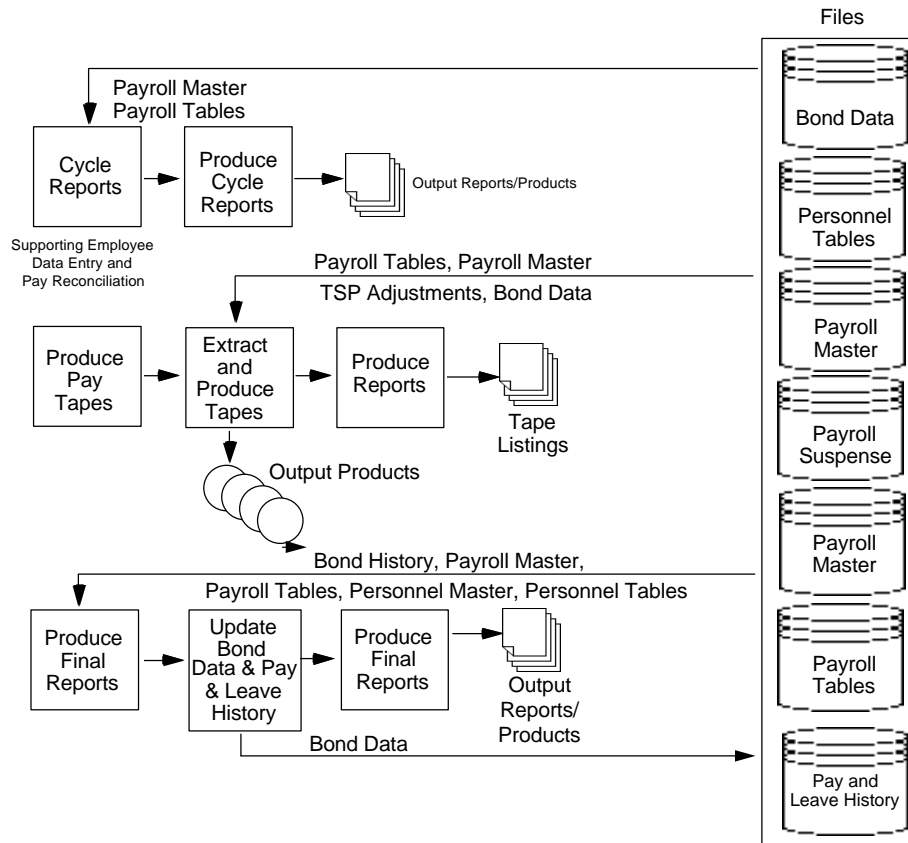 Files
Payroll Master
Payroll Tables
Bond Data
Cycle
Reports
Produce
Cycle
Reports
Output Reports/Products
Supporting Employee
Data Entry and
Pay Reconciliation
Personnel
Tables
Payroll Tables, Payroll Master
TSP Adjustments, Bond Data
Produce
Pay
Tapes
Extract
and
Produce
Tapes
Produce
Reports
Tape
Listings
Payroll
Master
Output Products
Payroll
Suspense
Bond History, Payroll Master,
Payroll Tables, Personnel Master, Personnel Tables
Payroll
Master
Produce
Final
Reports
Update
Bond
Data & Pay
& Leave
History
Produce
Final
Reports
Output
Reports/
Products
Payroll
Tables
Bond Data
Pay and
Leave History